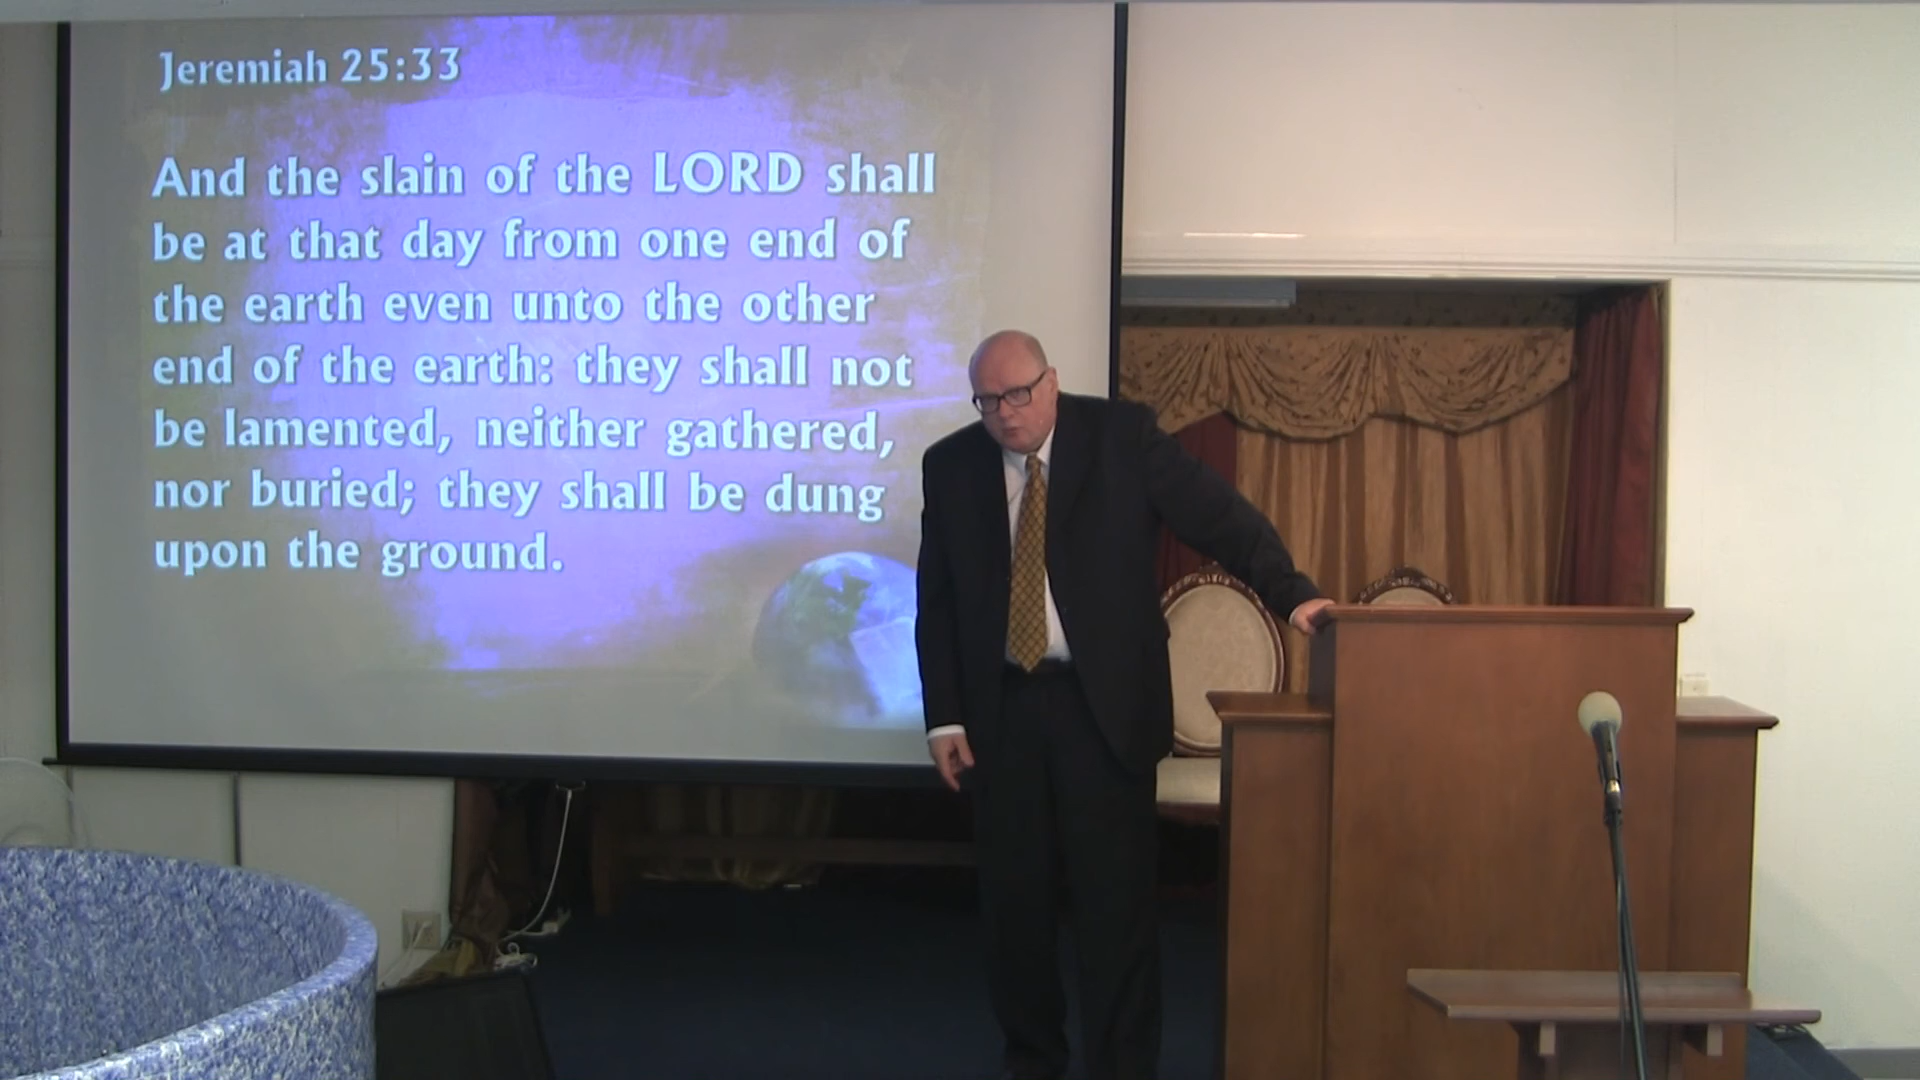 Jeremiah 25:33
And the slain of the LORD shall
be at that day from one end of
the earth even unto the other
end of the earth: they shall not
be lamented, neither gathered,
nor buried; they shall be dung
upon the ground.